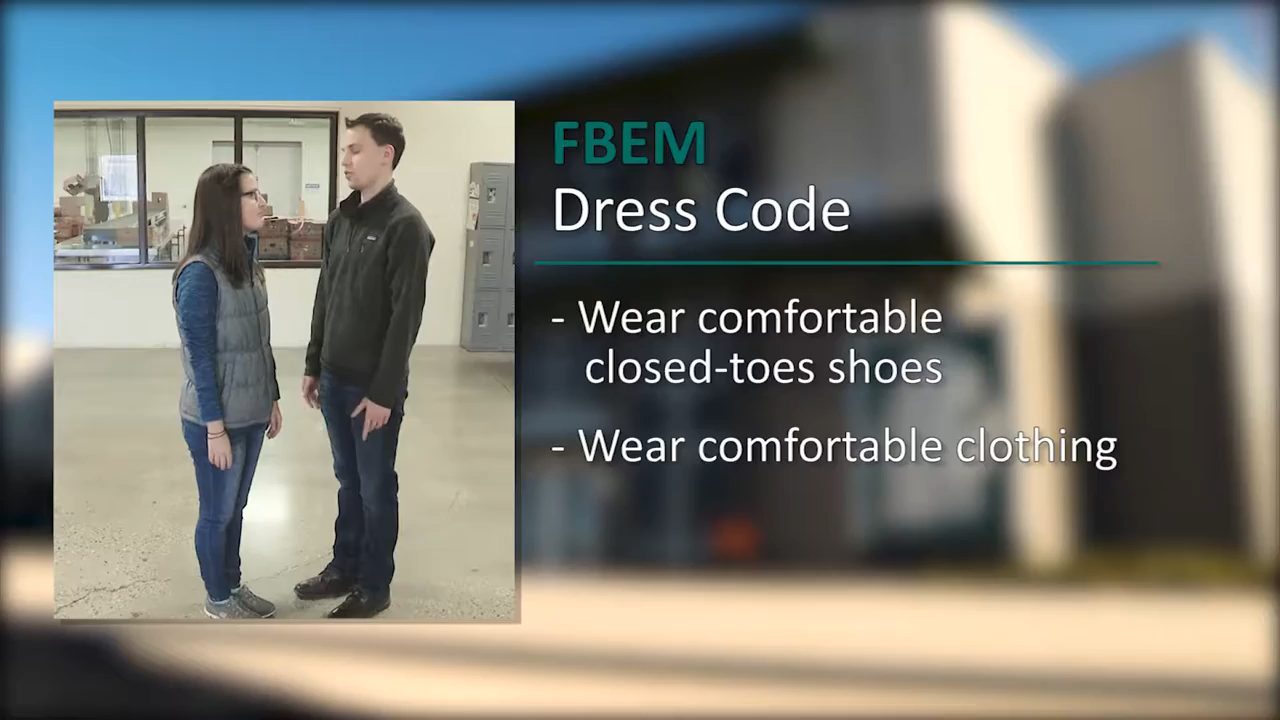 FBEM
Dress Code
- Wear comfortable
closed-toes shoes
- Wear comfortable clothing